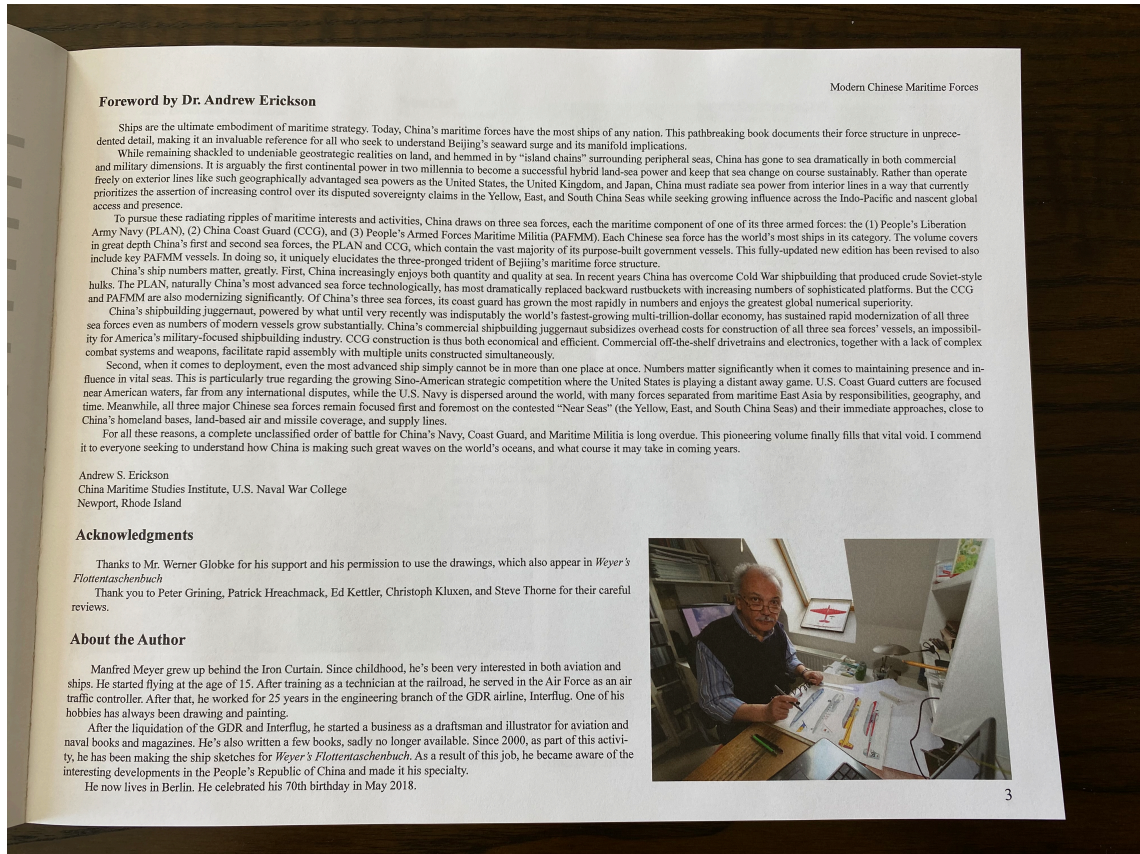 Modern Chinese Maritime Forces
Foreword by Dr. Andrew Erickson
Ships are the ultimate embodiment of maritime strategy. Today, China's maritime forces have the most ships of any nation. This pathbreaking book documents their force structure in unprece-
dented detail, making it an invaluable reference for all who seek to understand Beijing's seaward surge and its manifold implications.
While remaining shackled to undeniable geostrategic realities on land, and hemmed in by "island chains" surrounding peripheral seas, China has gone to sea dramatically in both commercial
and military dimensions. It is arguably the first continental power in two millennia to become a successful hybrid land-sea power and keep that sea change on course sustainably. Rather than operate
freely on exterior lines like such geographically advantaged sea powers as the United States, the United Kingdom, and Japan, China must radiate sea power from interior lines in a way that currently
prioritizes the assertion of increasing control over its disputed sovereignty claims in the Yellow, East, and South China Seas while seeking growing influence across the Indo-Pacific and nascent global
access and presence.
To pursue these radiating ripples of maritime interests and activities, China draws on three sea forces, each the maritime component of one of its three armed forces: the (1) People's Liberation
Army Navy (PLAN), (2) China Coast Guard (CCG), and (3) People's Armed Forces Maritime Militia (PAFMM). Each Chinese sea force has the world's most ships in its category. The volume covers
in great depth China's first and second sea forces, the PLAN and CCG, which contain the vast majority of its purpose-built government vessels. This fully-updated new edition has been revised to also
include key PAFMM vessels. In doing so, it uniquely elucidates the three-pronged trident of Bejiing's maritime force structure.
China's ship numbers matter, greatly. First, China increasingly enjoys both quantity and quality at sea. In recent years China has overcome Cold War shipbuilding that produced crude Soviet-style
hulks. The PLAN, naturally China's most advanced sea force technologically, has most dramatically replaced backward rustbuckets with increasing numbers of sophisticated platforms. But the CCG
and PAFMM are also modernizing significantly. Of China's three sea forces, its coast guard has grown the most rapidly in numbers and enjoys the greatest global numerical superiority.
China's shipbuilding juggernaut, powered by what until very recently was indisputably the world's fastest-growing multi-trillion-dollar economy, has sustained rapid modernization of all three
sea forces even as numbers of modern vessels grow substantially. China's commercial shipbuilding juggernaut subsidizes overhead costs for construction of all three sea forces' vessels, an impossibil-
ity for America's military-focused shipbuilding industry. CCG construction is thus both economical and efficient. Commercial off-the-shelf drivetrains and electronics, together with a lack of complex
combat systems and weapons, facilitate rapid assembly with multiple units constructed simultaneously.
Second, when it comes to deployment, even the most advanced ship simply cannot be in more than one place at once. Numbers matter significantly when it comes to maintaining presence and in-
fluence in vital seas. This is particularly true regarding the growing Sino-American strategic competition where the United States is playing a distant away game. U.S. Coast Guard cutters are focused
near American waters, far from any international disputes, while the U.S. Navy is dispersed around the world, with many forces separated from maritime East Asia by responsibilities, geography, and
time. Meanwhile, all three major Chinese sea forces remain focused first and foremost on the contested "Near Seas" (the Yellow, East, and South China Seas) and their immediate approaches, close to
China's homeland bases, land-based air and missile coverage, and supply lines.
For all these reasons, a complete unclassified order of battle for China's Navy, Coast Guard, and Maritime Militia is long overdue. This pioneering volume finally fills that vital void. I commend
it to everyone seeking to understand how China is making such great waves on the world's oceans, and what course it may take in coming years.
Andrew S. Erickson
China Maritime Studies Institute, U.S. Naval War College
Newport, Rhode Island
Acknowledgments
Thanks to Mr. Werner Globke for his support and his permission to use the drawings, which also appear in Weyer's
Flottentaschenbuch
Thank you to Peter Grining, Patrick Hreachmack, Ed Kettler, Christoph Kluxen, and Steve Thorne for their careful
reviews.
About the Author
Manfred Meyer grew up behind the Iron Curtain. Since childhood, he's been very interested in both aviation and
ships. He started flying at the age of 15. After training as a technician at the railroad, he served in the Air Force as an air
traffic controller. After that, he worked for 25 years in the engineering branch of the GDR airline, Interflug. One of his
hobbies has always been drawing and painting.
After the liquidation of the GDR and Interflug, he started a business as a draftsman and illustrator for aviation and
naval books and magazines. He's also written a few books, sadly no longer available. Since 2000, as part of this activi-
ty, he has been making the ship sketches for Weyer's Flottentaschenbuch. As a result of this job, he became aware of the
interesting developments in the People's Republic of China and made it his specialty.
He now lives in Berlin. He celebrated his 70th birthday in May 2018.
3